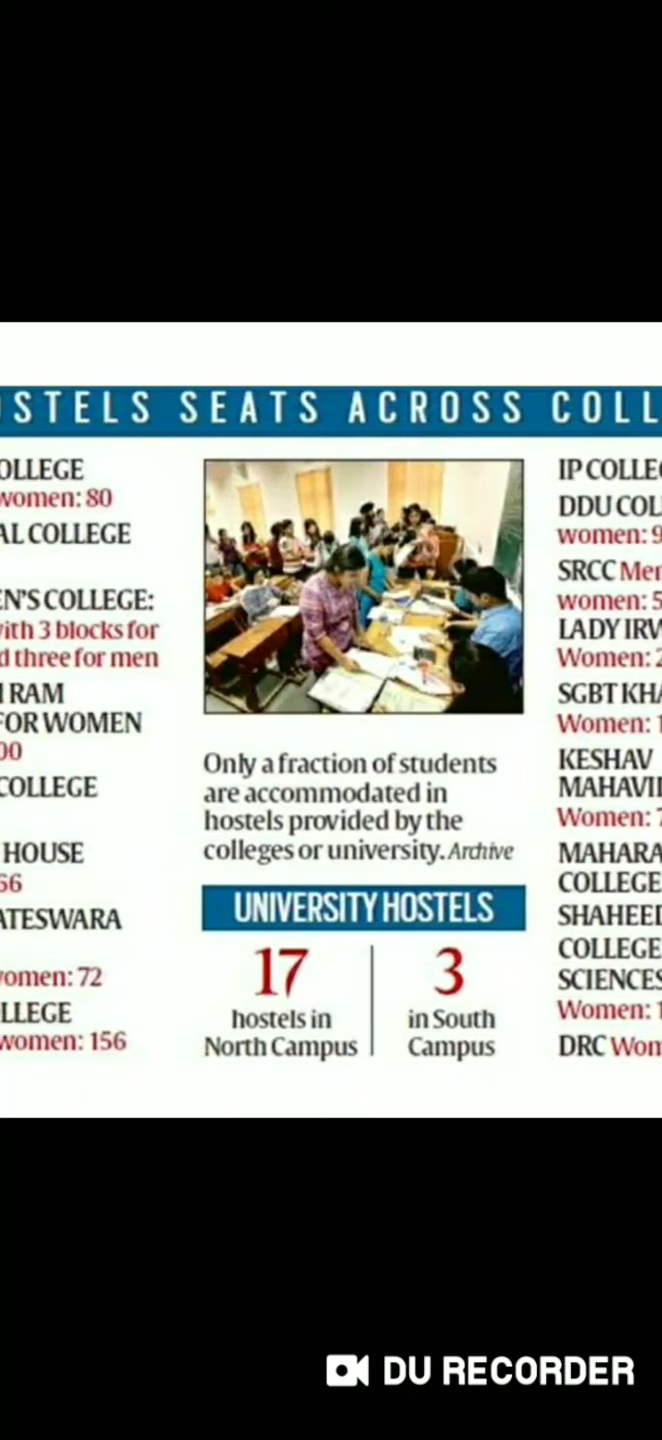 OSTELS SEATS ACROSS COLL
OLLEGE
women: 80
AL COLLEGE
EN'S COLLEGE:
with 3 blocks for
d three for men
I RAM
FOR WOMEN
00
COLLEGE
HOUSE
66
ATESWARA
women: 72
LLEGE
women: 156
Only a fraction of students
are accommodated in
hostels provided by the
colleges or university. Archive
UNIVERSITY HOSTELS
17
hostels in
North Campus
3
in South
Campus
IP COLLEG
DDU COLL
women: 9
SRCC Men
women: 5
LADY IRW
Women: 2
SGBT KHA
Women: 1
KESHAV
MAHAVID
Women: 7
MAHARA
COLLEGE
SHAHEED
COLLEGE
SCIENCES
Women: 1
DRC Wom
DU RECORDER